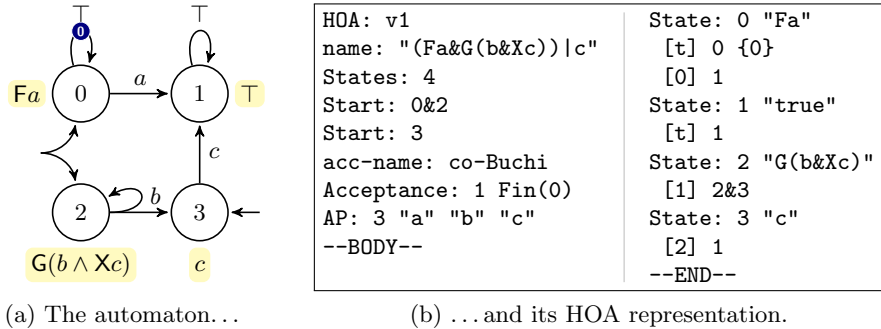 ⊤
⊤
0
0
a
1
Fa
⊤
c
2
b
3
G(b ∧ Xc)
c
(a) The automaton...
HOA: v1
name: "(Fa&G(b&Xc))|c"
States: 4
Start: 0&2
Start: 3
acc-name: co-Buchi
Acceptance: 1 Fin(0)
AP: 3 "a" "b" "c"
--BODY--
State: 0 "Fa"
[t] 0 {0}
[0] 1
State: 1 "true"
[t] 1
State: 2 "G(b&Xc)"
[1] 2&3
State: 3 "c"
[2] 1
--END--
(b) ...and its HOA representation.